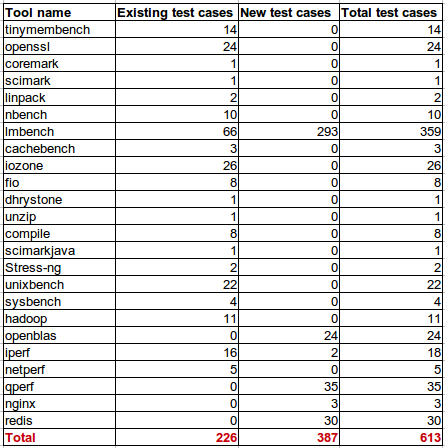 Tool name Existing test cases New test cases Total test cases
tinymembench 14 0 14
openssl 24 0 24
coremark 1 0 1
scimark 1 0 1
linpack 2 0 2
nbench 10 0 10
lmbench 66 293 359
cachebench 3 0 3
iozone 26 0 26
fio 8 0 8
dhrystone 1 0 1
unzip 1 0 1
compile 8 0 8
scimarkjava 1 0 1
Stress-ng 2 0 2
unixbench 22 0 22
sysbench 4 0 4
hadoop 11 0 11
openblas 0 24 24
iperf 16 2 18
netperf 5 0 5
qperf 0 35 35
nginx 0 3 3
redis 0 30 30
Total 226 387 613